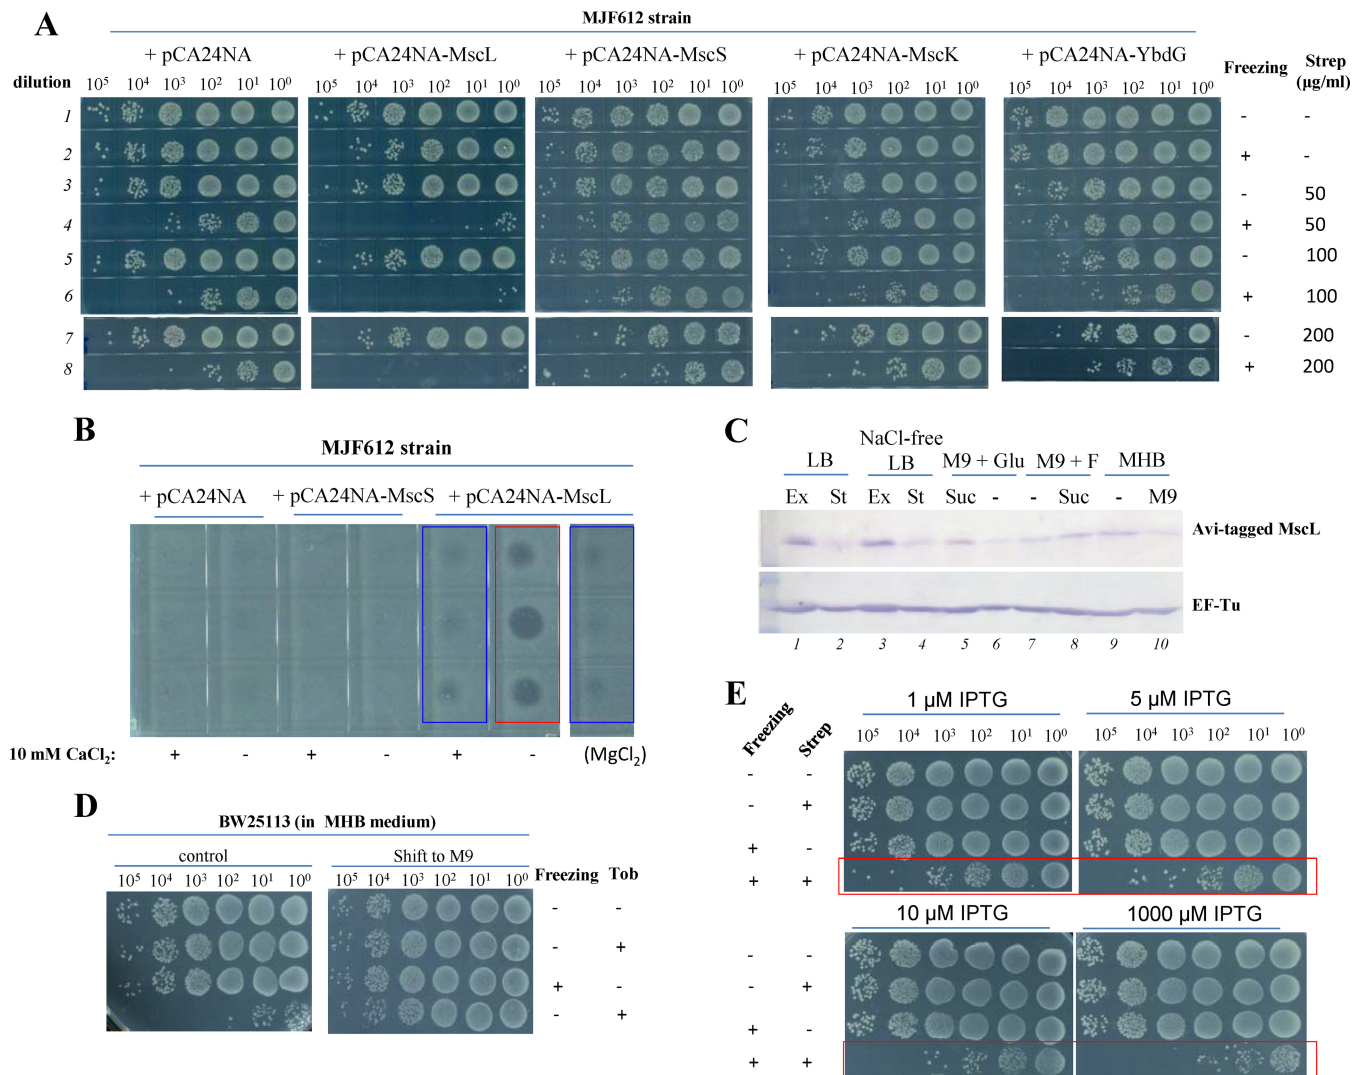 A
MJF612 strain
+ pCA24NA + pCA24NA-MscL + pCA24NA-MscS + pCA24NA-MscK + pCA24NA-YbdG
Freezing Strep (µg/ml)
dilution 10⁵ 10⁴ 10³ 10² 10¹ 10⁰ 10⁵ 10⁴ 10³ 10² 10¹ 10⁰ 10⁵ 10⁴ 10³ 10² 10¹ 10⁰ 10⁵ 10⁴ 10³ 10² 10¹ 10⁰ 10⁵ 10⁴ 10³ 10² 10¹ 10⁰
1 - -
2 + -
3 - 50
4 + 50
5 - 100
6 + 100
7 - 200
8 + 200
B
MJF612 strain
+ pCA24NA + pCA24NA-MscS + pCA24NA-MscL
10 mM CaCl₂: + - + - + - (MgCl₂)
C
LB NaCl-free LB M9 + Glu M9 + F MHB
Ex St Ex St Suc - - Suc - M9
Avi-tagged MscL
EF-Tu
1 2 3 4 5 6 7 8 9 10
D
BW25113 (in MHB medium)
control Shift to M9
10⁵ 10⁴ 10³ 10² 10¹ 10⁰ 10⁵ 10⁴ 10³ 10² 10¹ 10⁰ Freezing Tob
- -
- +
+ -
- +
E
Freezing Strep
1 µM IPTG 5 µM IPTG
10⁵ 10⁴ 10³ 10² 10¹ 10⁰ 10⁵ 10⁴ 10³ 10² 10¹ 10⁰
- -
- +
+ -
+ +
10 µM IPTG 1000 µM IPTG
- -
- +
+ -
+ +